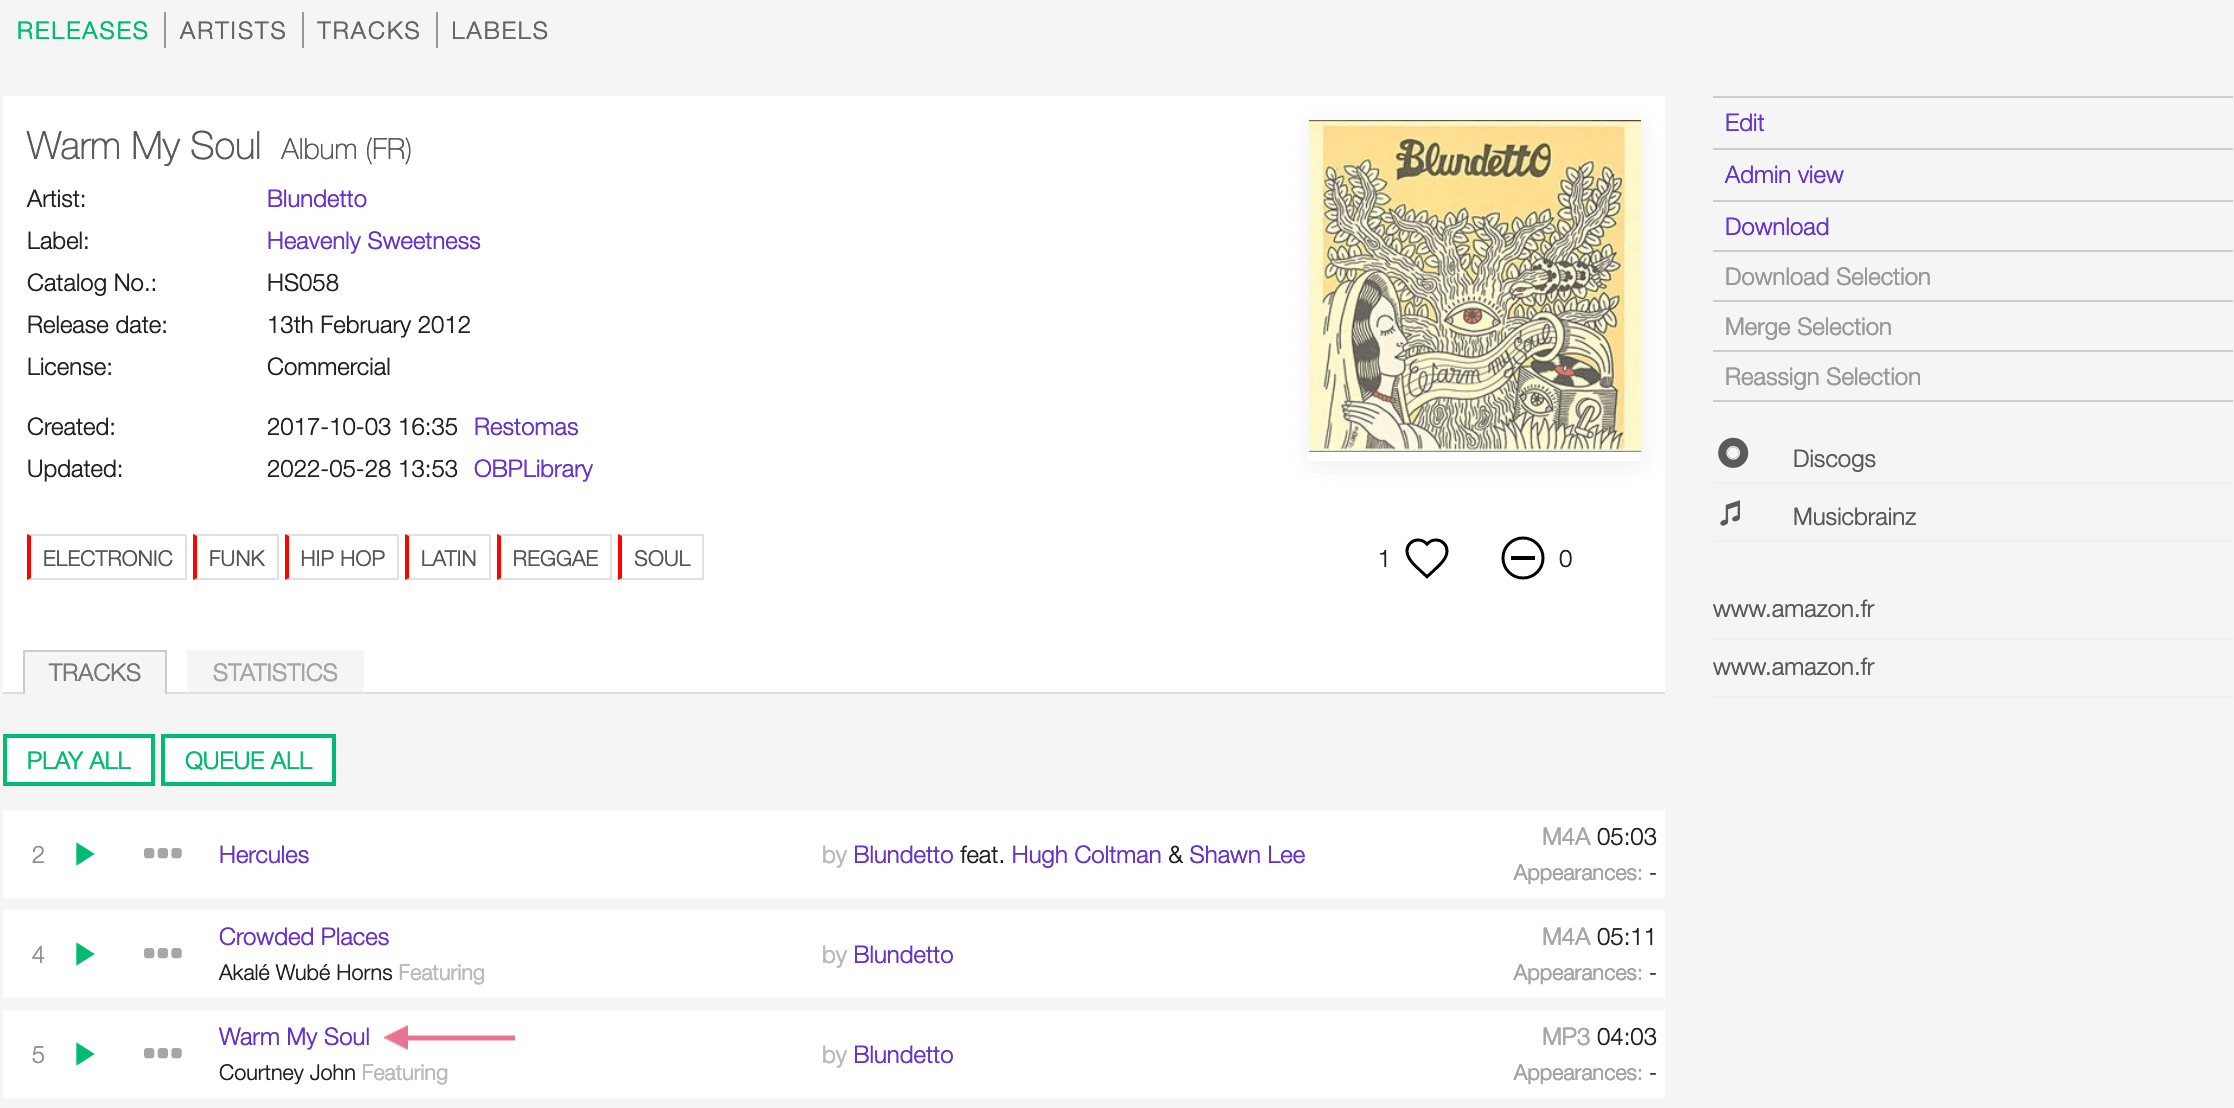 RELEASES ARTISTS TRACKS LABELS
Warm My Soul Album (FR)
Artist: Blundetto
Label: Heavenly Sweetness
Catalog No.: HS058
Release date: 13th February 2012
License: Commercial
Created: 2017-10-03 16:35 Restomas
Updated: 2022-05-28 13:53 OBPLibrary
ELECTRONIC FUNK HIP HOP LATIN REGGAE SOUL
Blundetto
Warm my Soul
1 0
TRACKS STATISTICS
PLAY ALL QUEUE ALL
2 Hercules by Blundetto feat. Hugh Coltman & Shawn Lee M4A 05:03
Appearances: -
4 Crowded Places by Blundetto M4A 05:11
Akalé Wubé Horns Featuring Appearances: -
5 Warm My Soul by Blundetto MP3 04:03
Courtney John Featuring Appearances: -
Edit
Admin view
Download
Download Selection
Merge Selection
Reassign Selection
Discogs
Musicbrainz
www.amazon.fr
www.amazon.fr